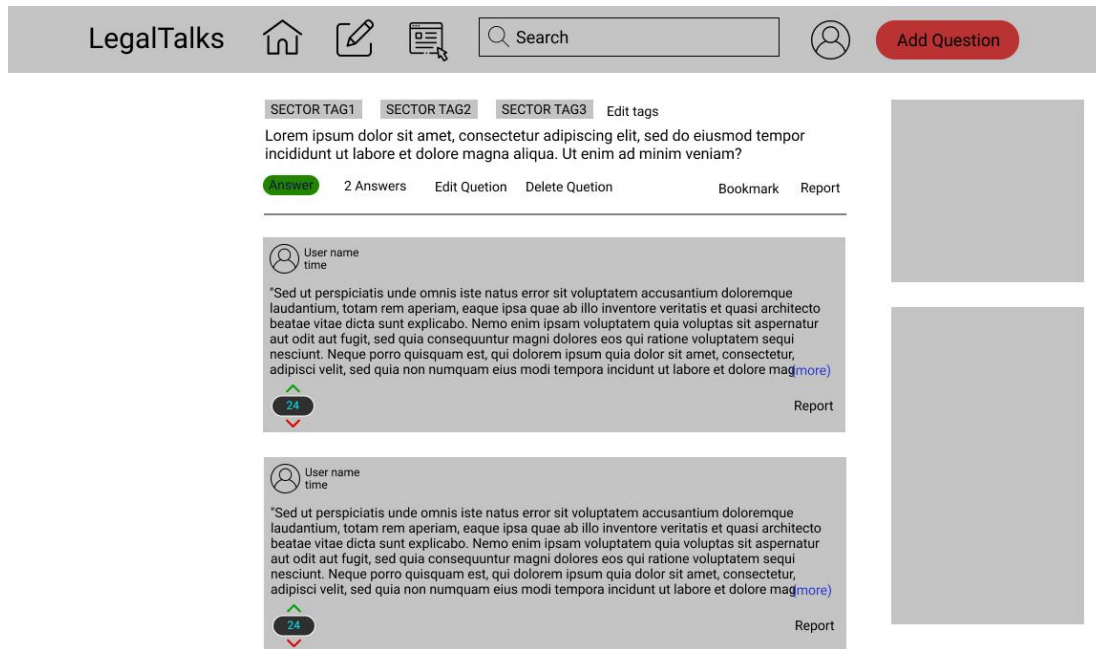 LegalTalks
Search
Add Question
SECTOR TAG1 SECTOR TAG2 SECTOR TAG3 Edit tags
Lorem ipsum dolor sit amet, consectetur adipiscing elit, sed do eiusmod tempor
incididunt ut labore et dolore magna aliqua. Ut enim ad minim veniam?
Answer 2 Answers Edit Quetion Delete Quetion Bookmark Report
User name
time
"Sed ut perspiciatis unde omnis iste natus error sit voluptatem accusantium doloremque
laudantium, totam rem aperiam, eaque ipsa quae ab illo inventore veritatis et quasi architecto
beatae vitae dicta sunt explicabo. Nemo enim ipsam voluptatem quia voluptas sit aspernatur
aut odit aut fugit, sed quia consequuntur magni dolores eos qui ratione voluptatem sequi
nesciunt. Neque porro quisquam est, qui dolorem ipsum quia dolor sit amet, consectetur,
adipisci velit, sed quia non numquam eius modi tempora incidunt ut labore et dolore mag(more)
24
Report
User name
time
"Sed ut perspiciatis unde omnis iste natus error sit voluptatem accusantium doloremque
laudantium, totam rem aperiam, eaque ipsa quae ab illo inventore veritatis et quasi architecto
beatae vitae dicta sunt explicabo. Nemo enim ipsam voluptatem quia voluptas sit aspernatur
aut odit aut fugit, sed quia consequuntur magni dolores eos qui ratione voluptatem sequi
nesciunt. Neque porro quisquam est, qui dolorem ipsum quia dolor sit amet, consectetur,
adipisci velit, sed quia non numquam eius modi tempora incidunt ut labore et dolore mag(more)
24
Report